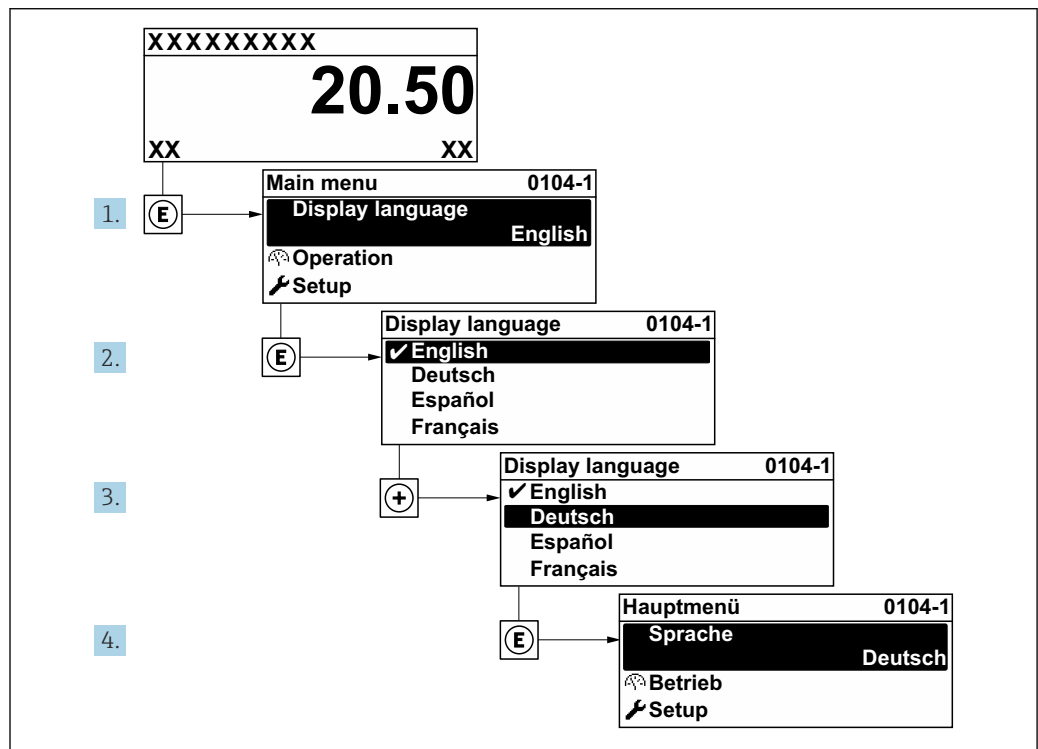 XXXXXXXXX
20.50
XX XX
1. E
Main menu 0104-1
Display language
English
Operation
Setup
2. E
Display language 0104-1
✔English
Deutsch
Español
Français
3. +
Display language 0104-1
✔English
Deutsch
Español
Français
4. E
Hauptmenü 0104-1
Sprache
Deutsch
Betrieb
Setup